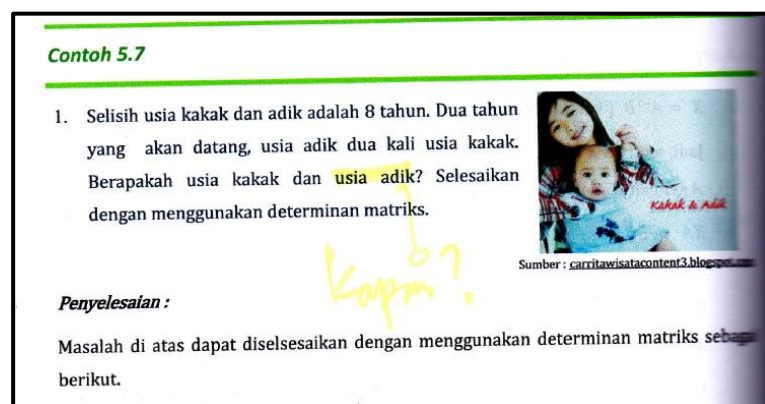 Contoh 5.7
1. Selisih usia kakak dan adik adalah 8 tahun. Dua tahun
yang akan datang, usia adik dua kali usia kakak.
Berapakah usia kakak dan usia adik? Selesaikan
dengan menggunakan determinan matriks.
Kakak & Adik
Sumber : carritawisatacontent3.blogspot.com
Kapan?
Penyelesaian :
Masalah di atas dapat diselsesaikan dengan menggunakan determinan matriks sebagai
berikut.